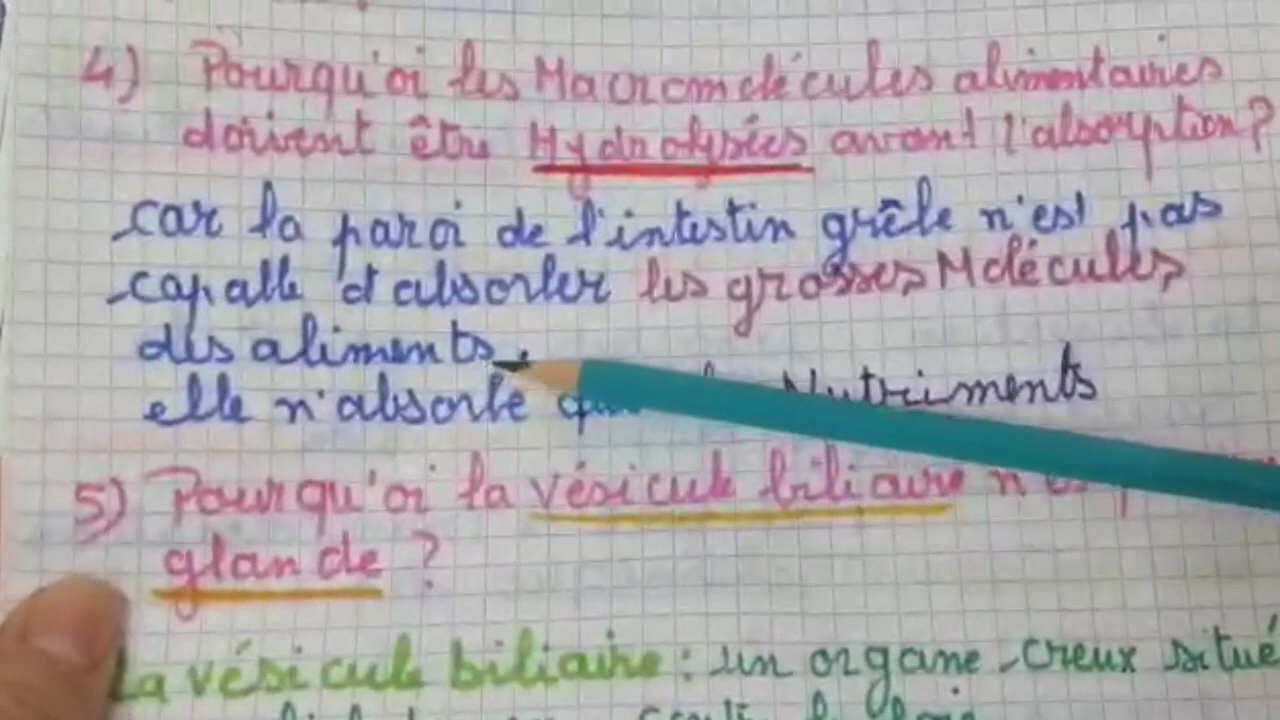 4) Pourqu'oi les Macromolécules alimentaires
doivent être Hydrolysées avant l'absorption?
car la paroi de l'intestin grêle n'est pas
capable d'absorber les grosses Molécules
des aliments.
elle n'absorbe que Nutriments
5) Pourqu'oi la vésicule biliaire
glande ?
La vésicule biliaire : un organe creux situé